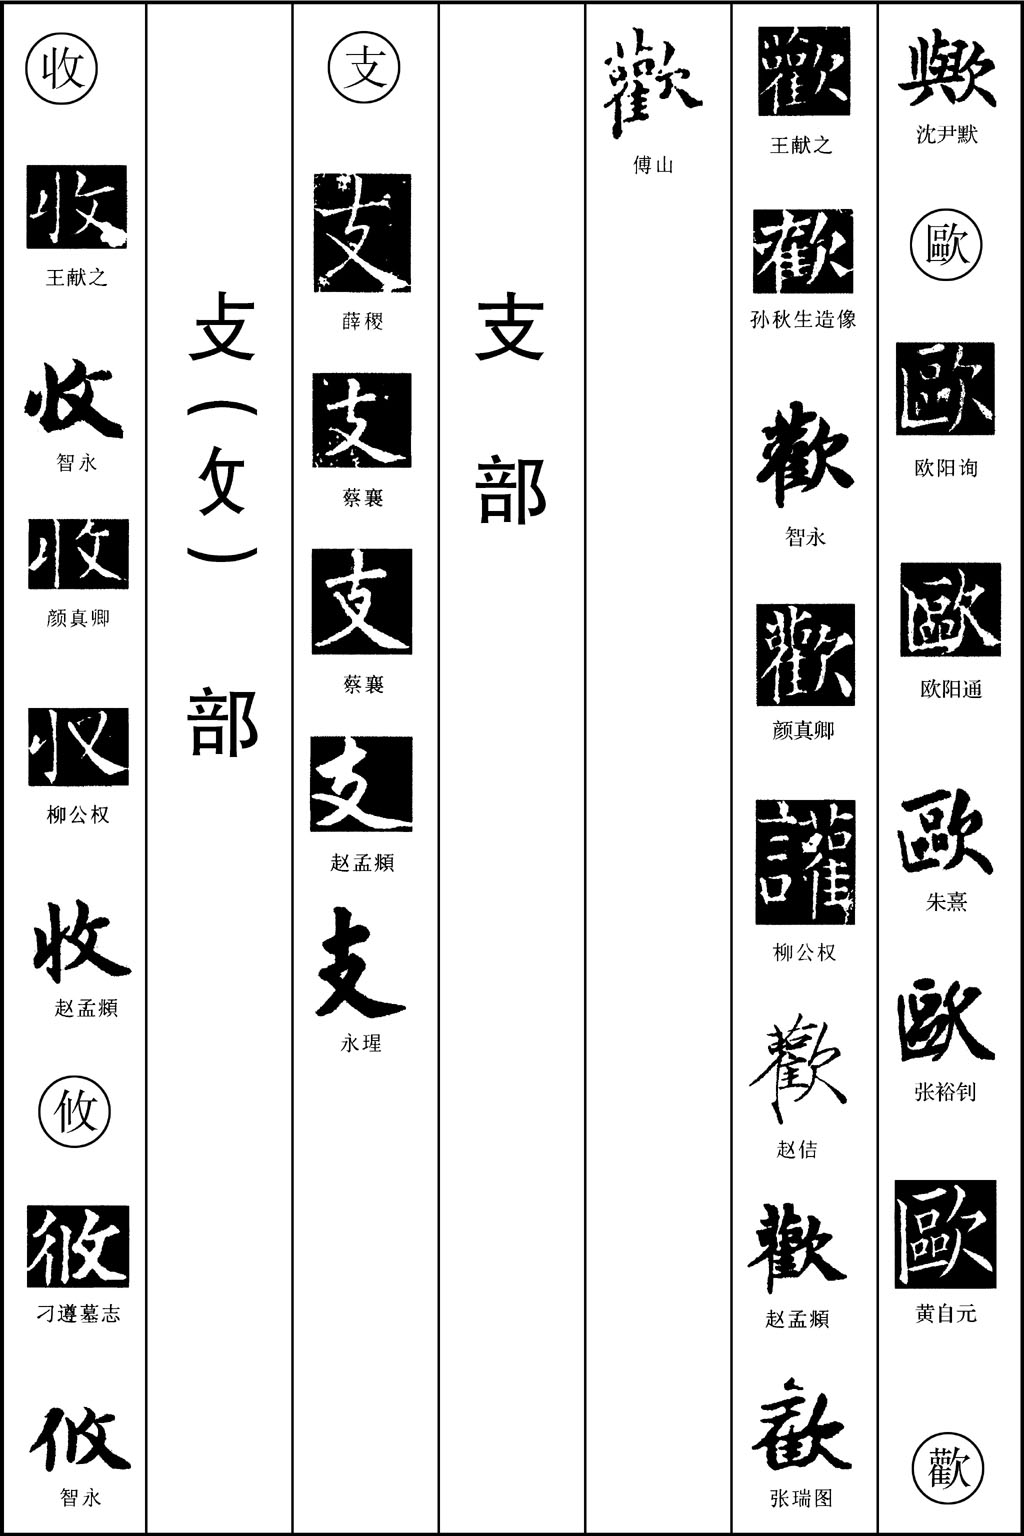 歟
沈尹默
歐
歐
欧阳询
歐
欧阳通
歐
朱熹
歐
张裕钊
歐
黄自元
歡
歡
王献之
歡
孙秋生造像
歡
智永
歡
颜真卿
讙
柳公权
歡
赵佶
歡
赵孟頫
歡
张瑞图
歡
傅山
支部
支
支
薛稷
支
蔡襄
支
蔡襄
支
赵孟頫
支
永瑆
攴(攵)部
收
收
王献之
收
智永
收
颜真卿
收
柳公权
收
赵孟頫
攸
攸
刁遵墓志
攸
智永